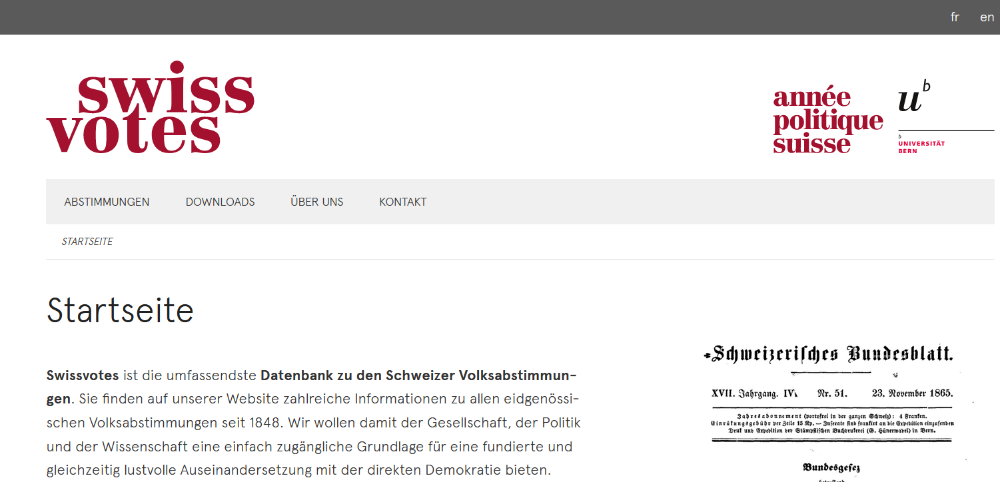 fr en
swiss
votes
année
politique
suisse
u b
b
UNIVERSITÄT
BERN
ABSTIMMUNGEN DOWNLOADS ÜBER UNS KONTAKT
STARTSEITE
Startseite
Swissvotes ist die umfassendste Datenbank zu den Schweizer Volksabstimmun-
gen. Sie finden auf unserer Website zahlreiche Informationen zu allen eidgenössi-
schen Volksabstimmungen seit 1848. Wir wollen damit der Gesellschaft, der Politik
und der Wissenschaft eine einfach zugängliche Grundlage für eine fundierte und
gleichzeitig lustvolle Auseinandersetzung mit der direkten Demokratie bieten.
Schweizeriſches Bundesblatt.
XVII. Jahrgang. IV. Nr. 51. 23. November 1865.
Jahresabonnement (portofrei in der ganzen Schweiz): 4 Franken.
Einrükungsgebühr per Zeile 15 Rp. — Inserate sind frankirt an die Expedition einzusenden
Druk und Expedition der Stämpflischen Buchdrukerei (G. Hünerwadel) in Bern.
Bundesgesez
betreffend